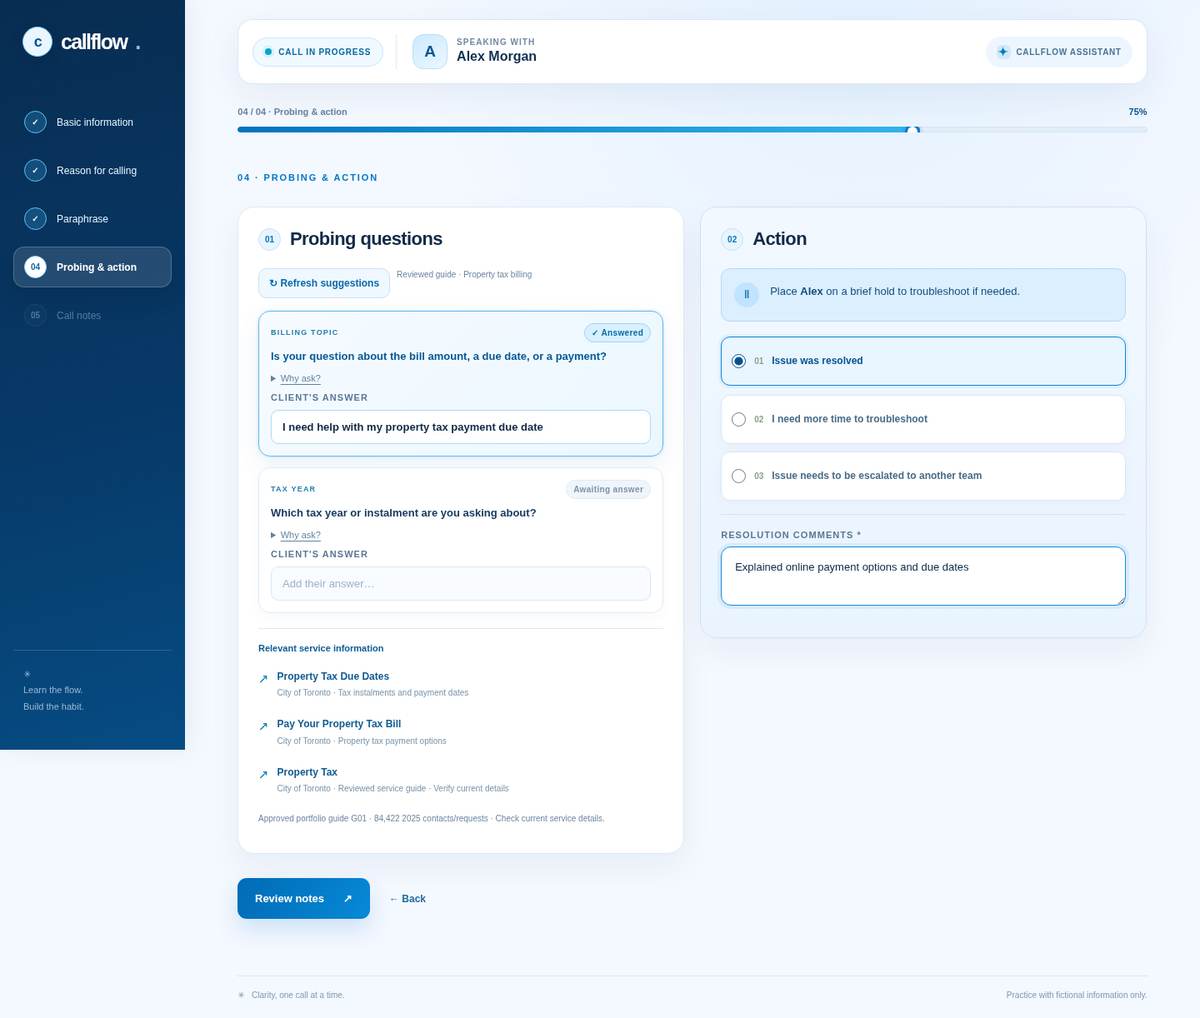 c callflow.
✓ Basic information
✓ Reason for calling
✓ Paraphrase
04 Probing & action
05 Call notes
✳
Learn the flow.
Build the habit.
CALL IN PROGRESS
A
SPEAKING WITH
Alex Morgan
✦ CALLFLOW ASSISTANT
04 / 04 · Probing & action
75%
04 · PROBING & ACTION
01 Probing questions
↻ Refresh suggestions
Reviewed guide · Property tax billing
BILLING TOPIC
✓ Answered
Is your question about the bill amount, a due date, or a payment?
▶ Why ask?
CLIENT'S ANSWER
I need help with my property tax payment due date
TAX YEAR
Awaiting answer
Which tax year or instalment are you asking about?
▶ Why ask?
CLIENT'S ANSWER
Add their answer…
Relevant service information
↗ Property Tax Due Dates
City of Toronto · Tax instalments and payment dates
↗ Pay Your Property Tax Bill
City of Toronto · Property tax payment options
↗ Property Tax
City of Toronto · Reviewed service guide · Verify current details
Approved portfolio guide G01 · 84,422 2025 contacts/requests · Check current service details.
02 Action
Place Alex on a brief hold to troubleshoot if needed.
01 Issue was resolved
02 I need more time to troubleshoot
03 Issue needs to be escalated to another team
RESOLUTION COMMENTS *
Explained online payment options and due dates
Review notes ↗
← Back
✳ Clarity, one call at a time.
Practice with fictional information only.